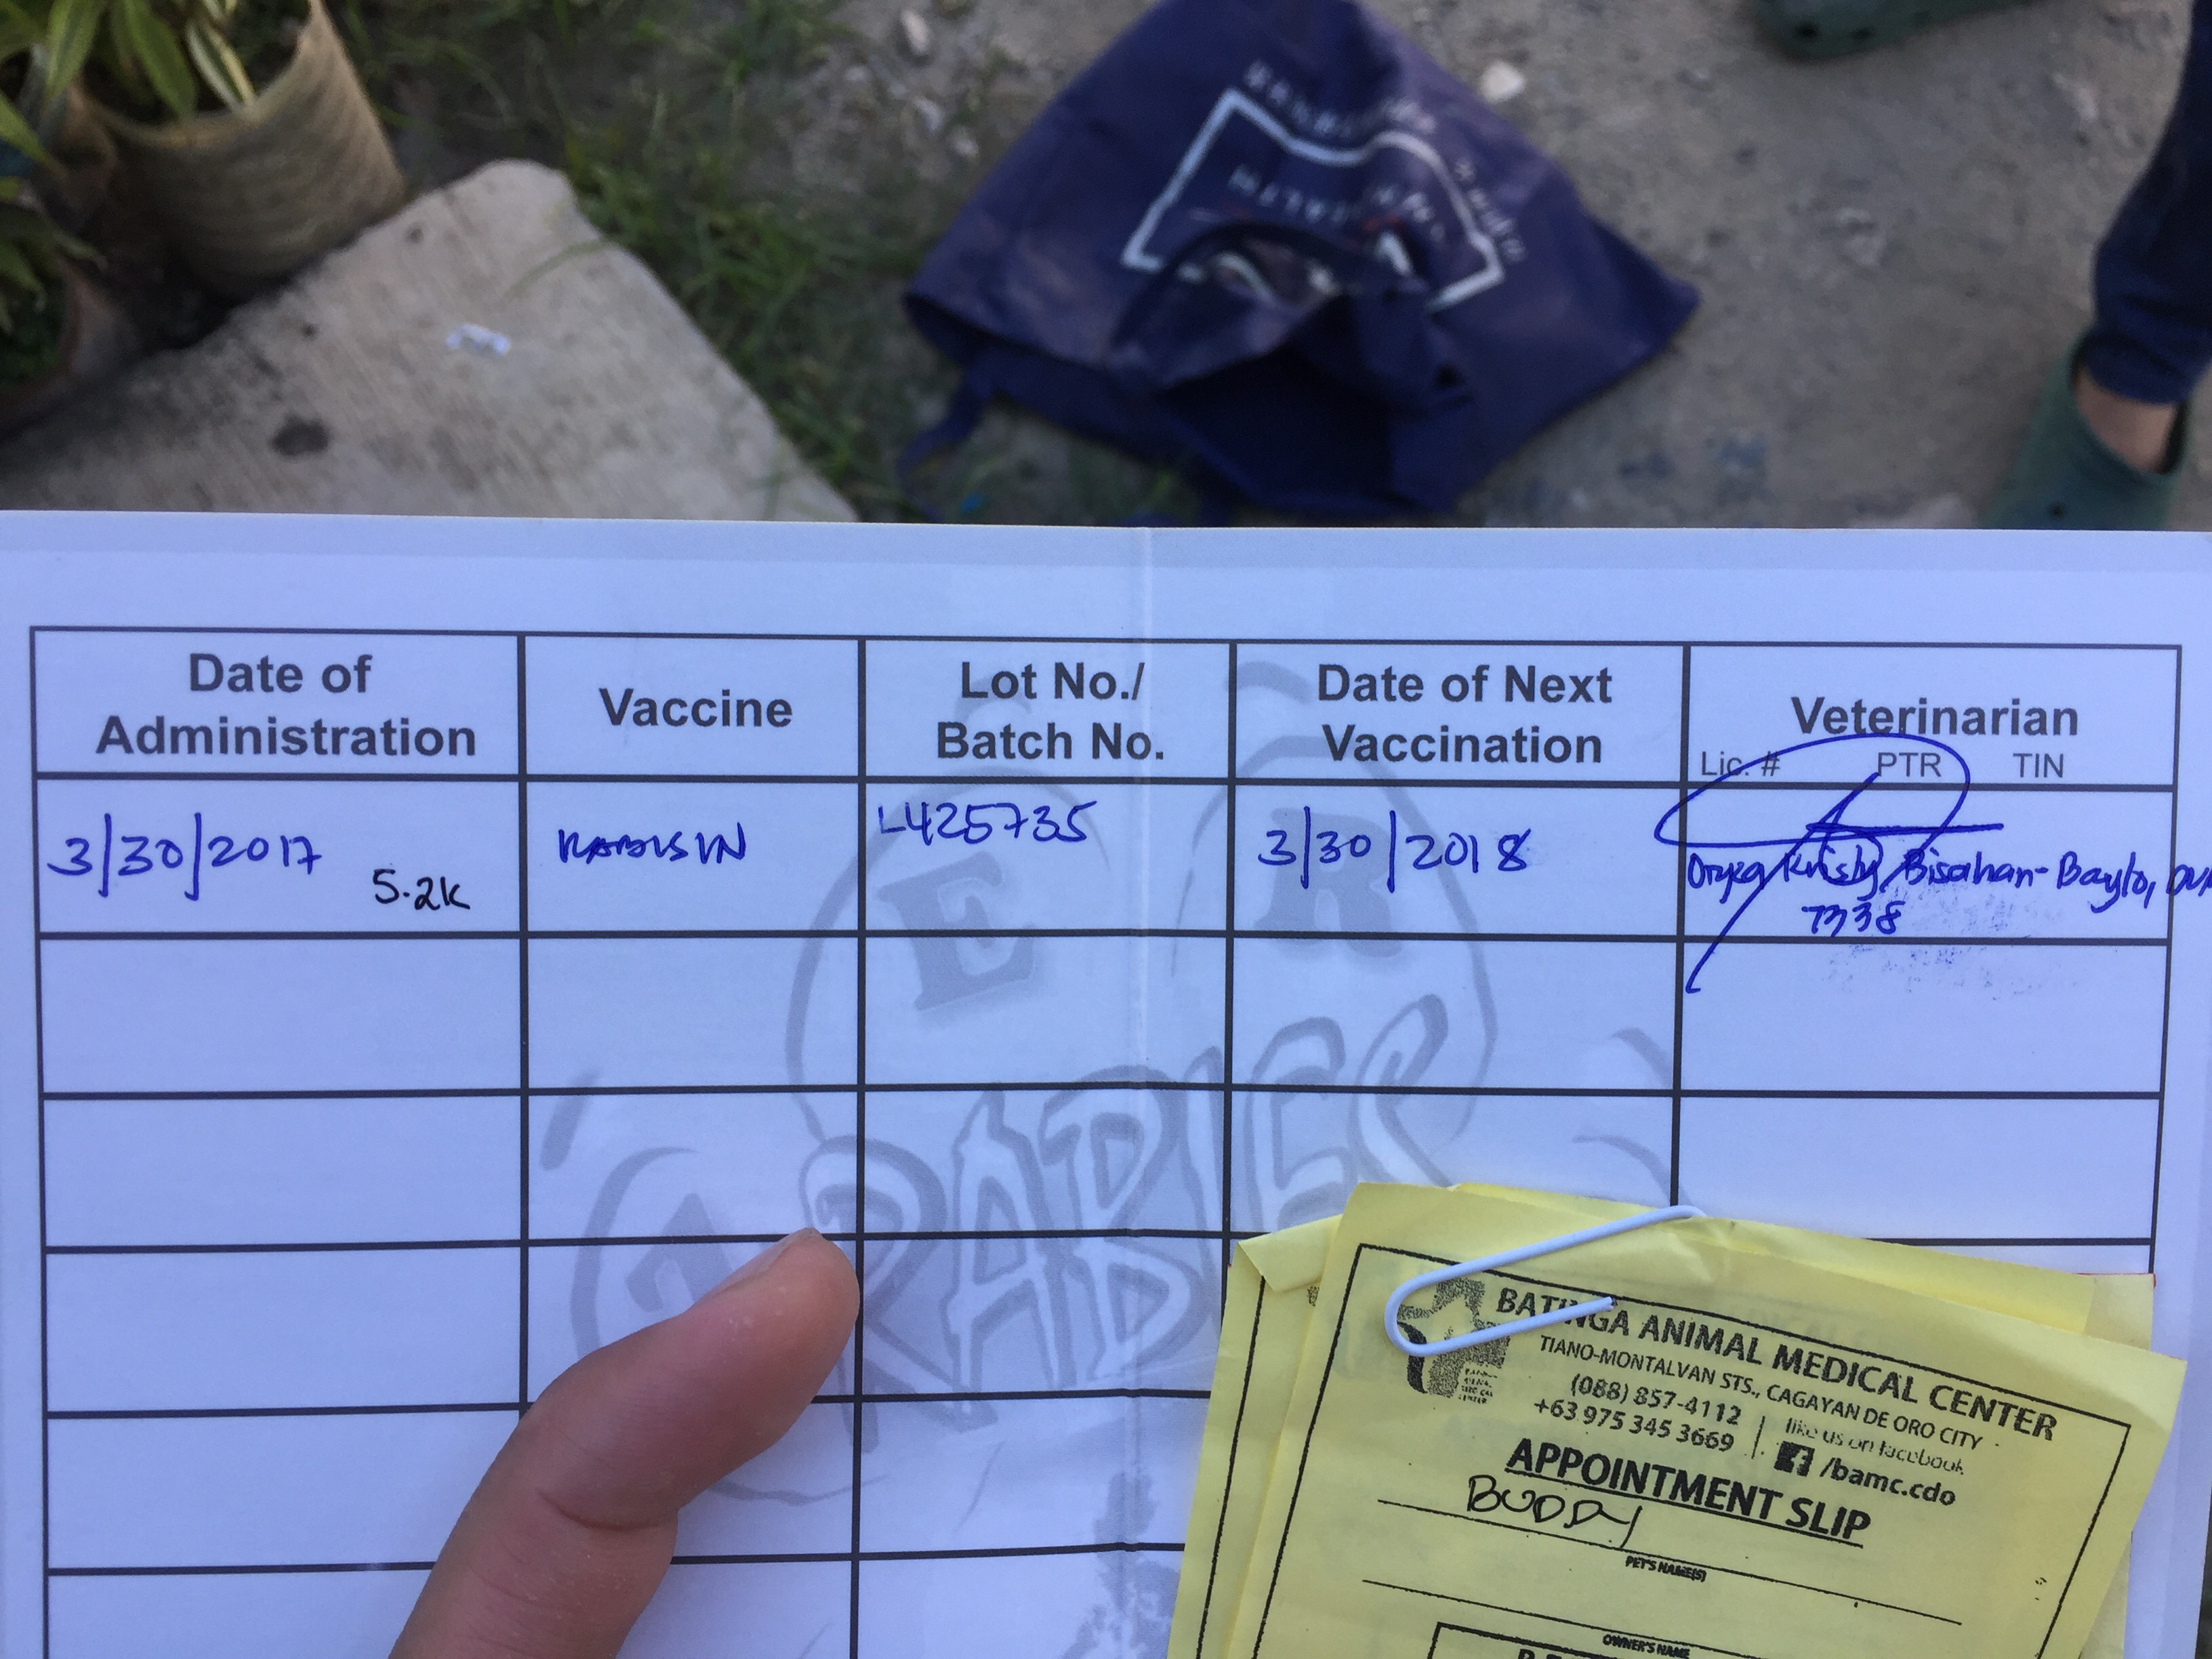 Date of
Administration
Vaccine
Lot No./
Batch No.
Date of Next
Vaccination
Veterinarian
Lic. # PTR TIN
3/30/2017
5.2K
RABISIN
L425735
3/30/2018
Bisahan-Baylo,
7338
E R
RABIES
BATINGA ANIMAL MEDICAL CENTER
TIANO-MONTALVAN STS., CAGAYAN DE ORO CITY
(088) 857-4112
+63 975 345 3669
like us on facebook
/bamc.cdo
APPOINTMENT SLIP
BUDDY
PET'S NAME(S)
OWNER'S NAME